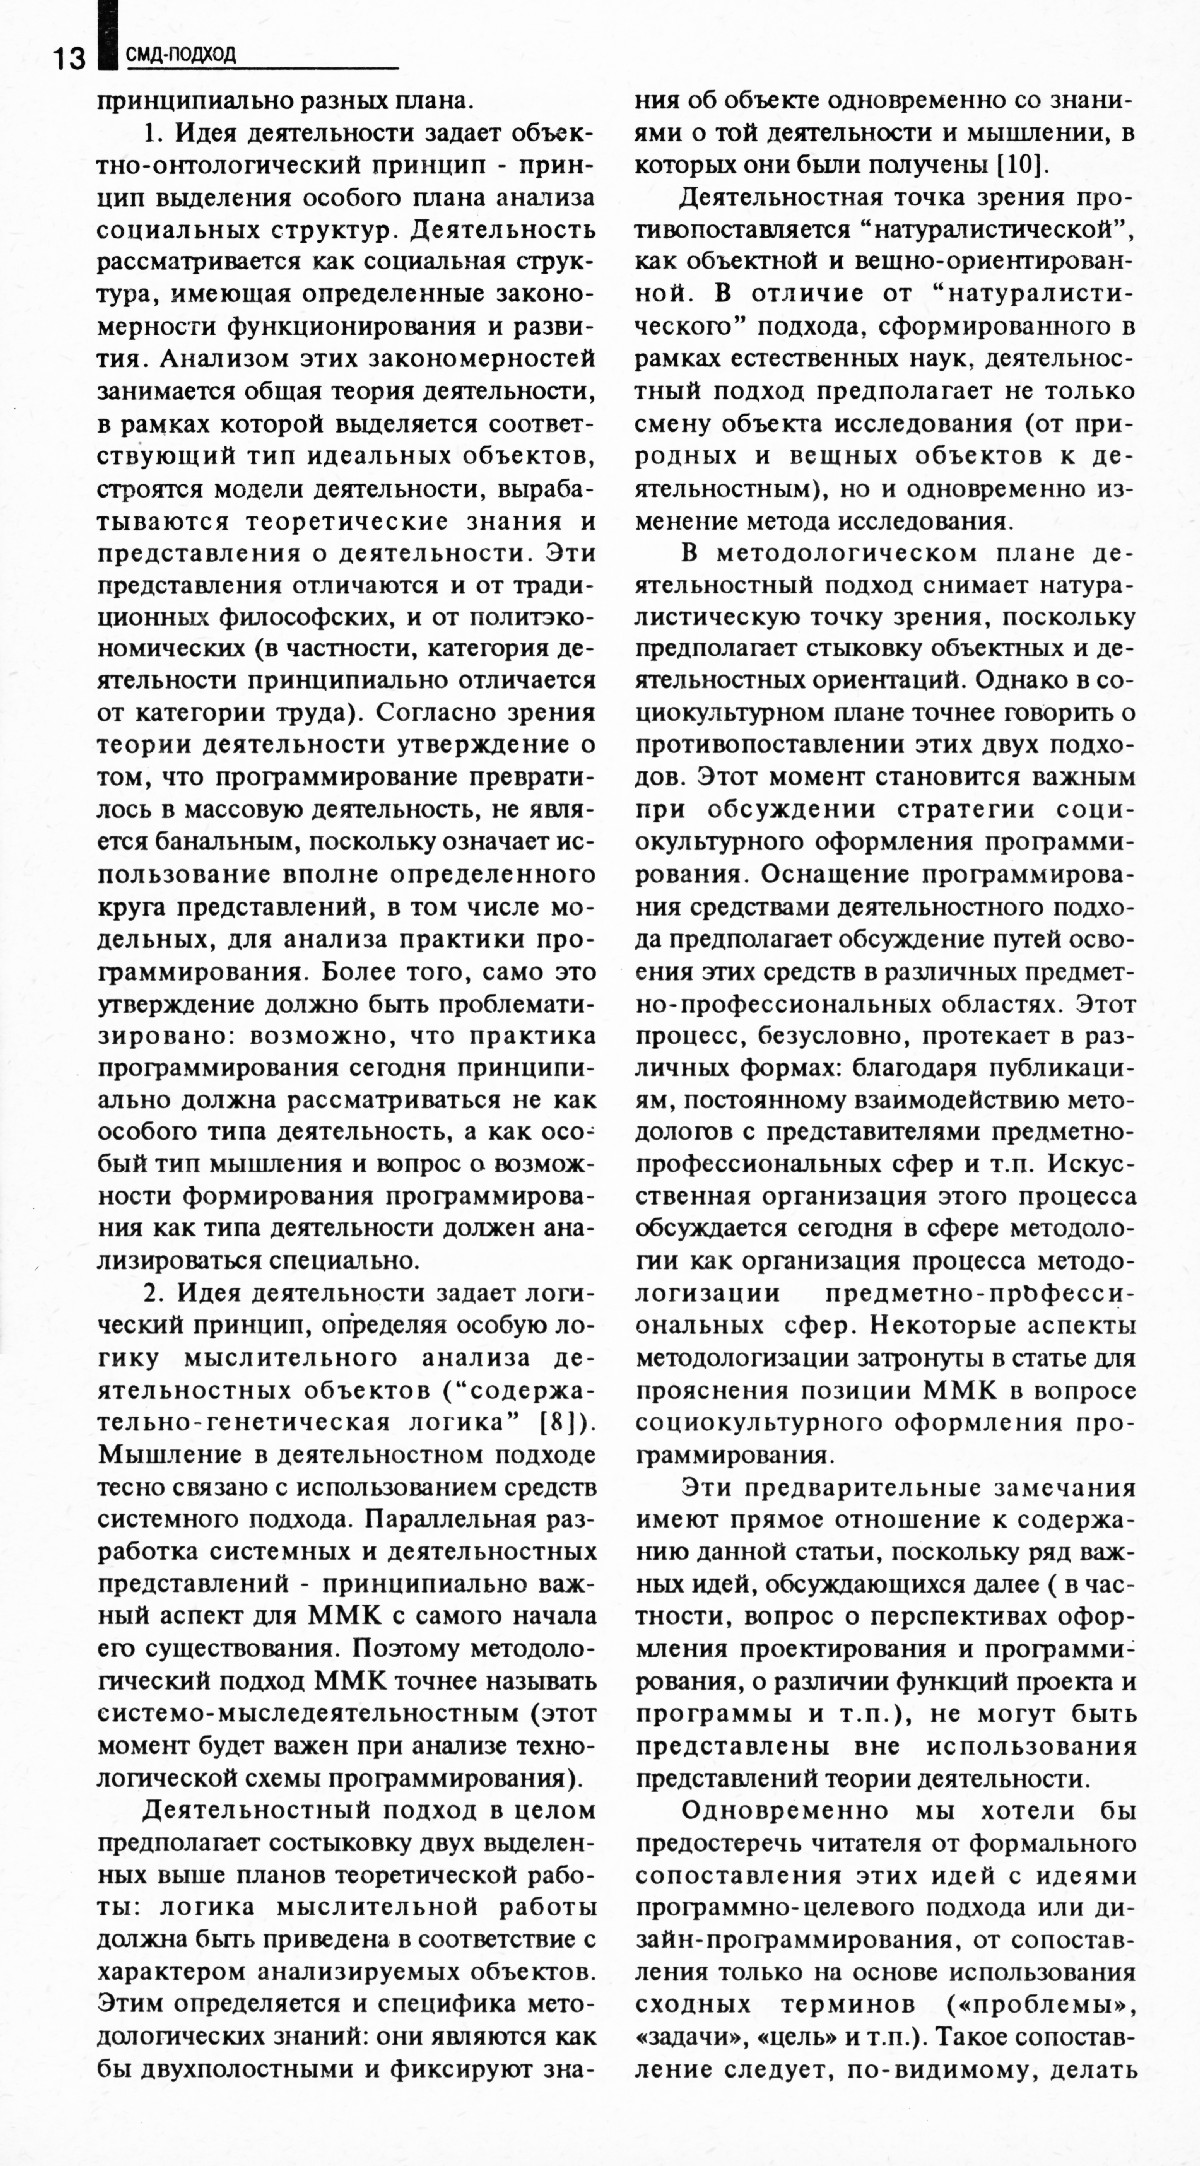 13
СМД-ПОДХОД
принципиально разных плана.
1. Идея деятельности задает объек-
тно-онтологический принцип - прин-
цип выделения особого плана анализа
социальных структур. Деятельность
рассматривается как социальная струк-
тура, имеющая определенные законо-
мерности функционирования и разви-
тия. Анализом этих закономерностей
занимается общая теория деятельности,
в рамках которой выделяется соответ-
ствующий тип идеальных объектов,
строятся модели деятельности, выраба-
тываются теоретические знания и
представления о деятельности. Эти
представления отличаются и от тради-
ционных философских, и от политэко-
номических (в частности, категория де-
ятельности принципиально отличается
от категории труда). Согласно зрения
теории деятельности утверждение о
том, что программирование преврати-
лось в массовую деятельность, не явля-
ется банальным, поскольку означает ис-
пользование вполне определенного
круга представлений, в том числе мо-
дельных, для анализа практики про-
граммирования. Более того, само это
утверждение должно быть проблемати-
зировано: возможно, что практика
программирования сегодня принципи-
ально должна рассматриваться не как
особого типа деятельность, а как осо-
бый тип мышления и вопрос о возмож-
ности формирования программирова-
ния как типа деятельности должен ана-
лизироваться специально.
2. Идея деятельности задает логи-
ческий принцип, определяя особую ло-
гику мыслительного анализа де-
ятельностных объектов (“содержа-
тельно-генетическая логика” [8]).
Мышление в деятельностном подходе
тесно связано с использованием средств
системного подхода. Параллельная раз-
работка системных и деятельностных
представлений - принципиально важ-
ный аспект для ММК с самого начала
его существования. Поэтому методоло-
гический подход ММК точнее называть
системо-мыследеятельностным (этот
момент будет важен при анализе техно-
логической схемы программирования).
Деятельностный подход в целом
предполагает состыковку двух выделен-
ных выше планов теоретической рабо-
ты: логика мыслительной работы
должна быть приведена в соответствие с
характером анализируемых объектов.
Этим определяется и специфика мето-
дологических знаний: они являются как
бы двухполостными и фиксируют зна-
ния об объекте одновременно со знани-
ями о той деятельности и мышлении, в
которых они были получены [10].
Деятельностная точка зрения про-
тивопоставляется “натуралистической”,
как объектной и вещно-ориентирован-
ной. В отличие от “натуралисти-
ческого” подхода, сформированного в
рамках естественных наук, деятельнос-
тный подход предполагает не только
смену объекта исследования (от при-
родных и вещных объектов к де-
ятельностным), но и одновременно из-
менение метода исследования.
В методологическом плане де-
ятельностный подход снимает натура-
листическую точку зрения, поскольку
предполагает стыковку объектных и де-
ятельностных ориентаций. Однако в со-
циокультурном плане точнее говорить о
противопоставлении этих двух подхо-
дов. Этот момент становится важным
при обсуждении стратегии соци-
окультурного оформления программи-
рования. Оснащение программирова-
ния средствами деятельностного подхо-
да предполагает обсуждение путей осво-
ения этих средств в различных предмет-
но-профессиональных областях. Этот
процесс, безусловно, протекает в раз-
личных формах: благодаря публикаци-
ям, постоянному взаимодействию мето-
дологов с представителями предметно-
профессиональных сфер и т.п. Искус-
ственная организация этого процесса
обсуждается сегодня в сфере методоло-
гии как организация процесса методо-
логизации предметно-професси-
ональных сфер. Некоторые аспекты
методологизации затронуты в статье для
прояснения позиции ММК в вопросе
социокультурного оформления про-
граммирования.
Эти предварительные замечания
имеют прямое отношение к содержа-
нию данной статьи, поскольку ряд важ-
ных идей, обсуждающихся далее ( в час-
тности, вопрос о перспективах офор-
мления проектирования и программи-
рования, о различии функций проекта и
программы и т.п.), не могут быть
представлены вне использования
представлений теории деятельности.
Одновременно мы хотели бы
предостеречь читателя от формального
сопоставления этих идей с идеями
программно-целевого подхода или ди-
зайн-программирования, от сопостав-
ления только на основе использования
сходных терминов («проблемы»,
«задачи», «цель» и т.п.). Такое сопостав-
ление следует, по-видимому, делать